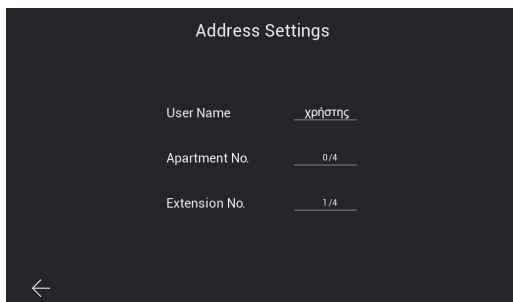 Address Settings
User Name χρήστης
Apartment No. 0/4
Extension No. 1/4